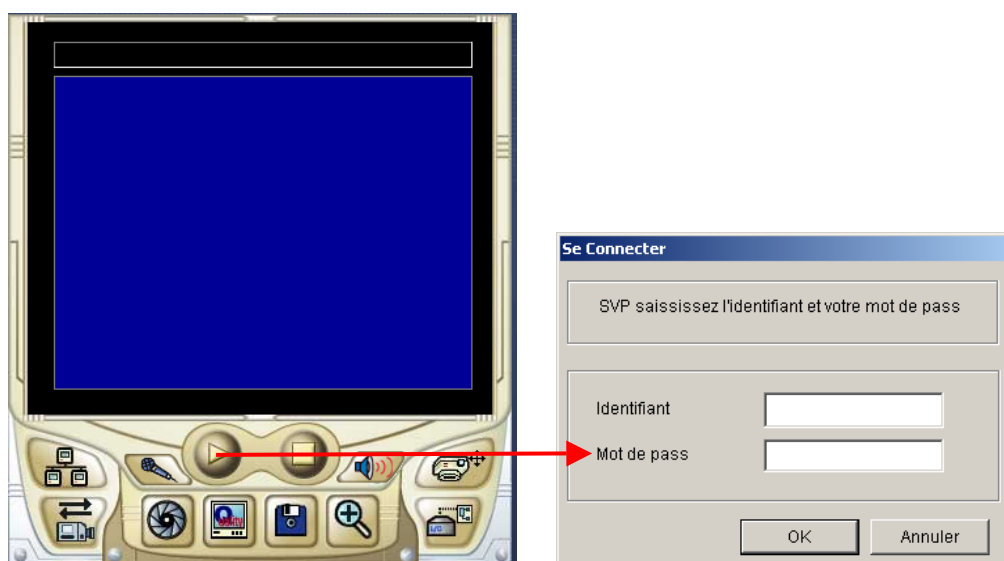 Se Connecter
SVP saississez l'identifiant et votre mot de pass
Identifiant
Mot de pass
OK
Annuler